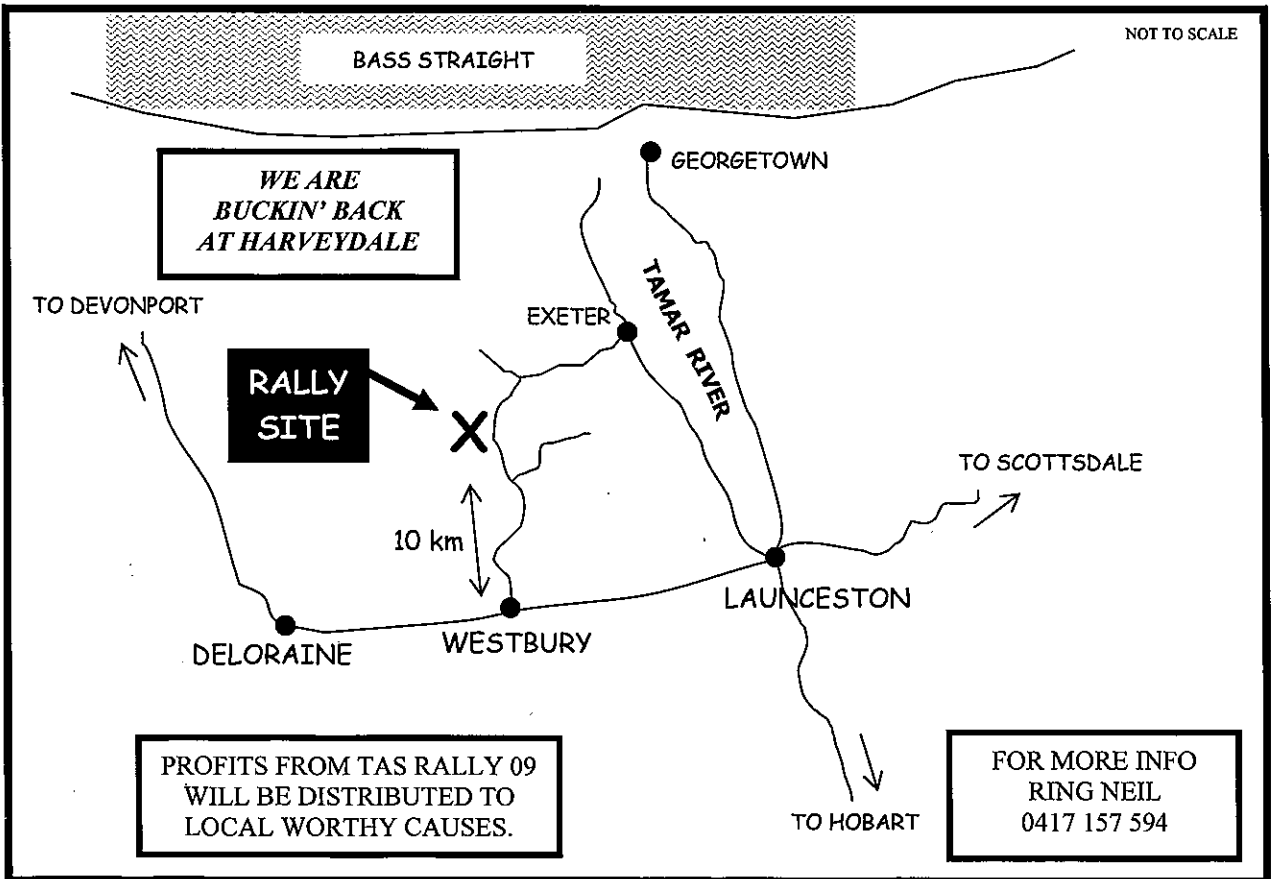 NOT TO SCALE
BASS STRAIGHT
GEORGETOWN
WE ARE
BUCKIN' BACK
AT HARVEYDALE
TO DEVONPORT
EXETER
TAMAR RIVER
RALLY
SITE
X
TO SCOTTSDALE
10 km
LAUNCESTON
WESTBURY
DELORAINE
PROFITS FROM TAS RALLY 09
WILL BE DISTRIBUTED TO
LOCAL WORTHY CAUSES.
TO HOBART
FOR MORE INFO
RING NEIL
0417 157 594